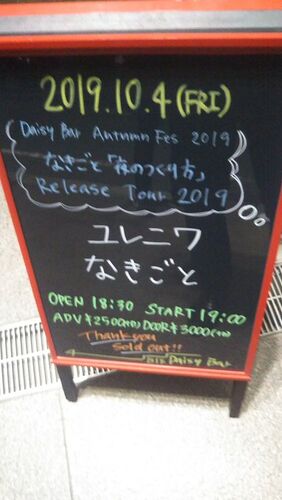 2019.10.4(FRI)
Daisy Bar Autumn Fes 2019
なきごと「夜のつくり方」
Release Tour 2019
ユレニワ
なきごと
OPEN 18:30 START 19:00
ADV ¥2500 DOOR ¥3000
Thank you
Sold out!!
Daisy Bar